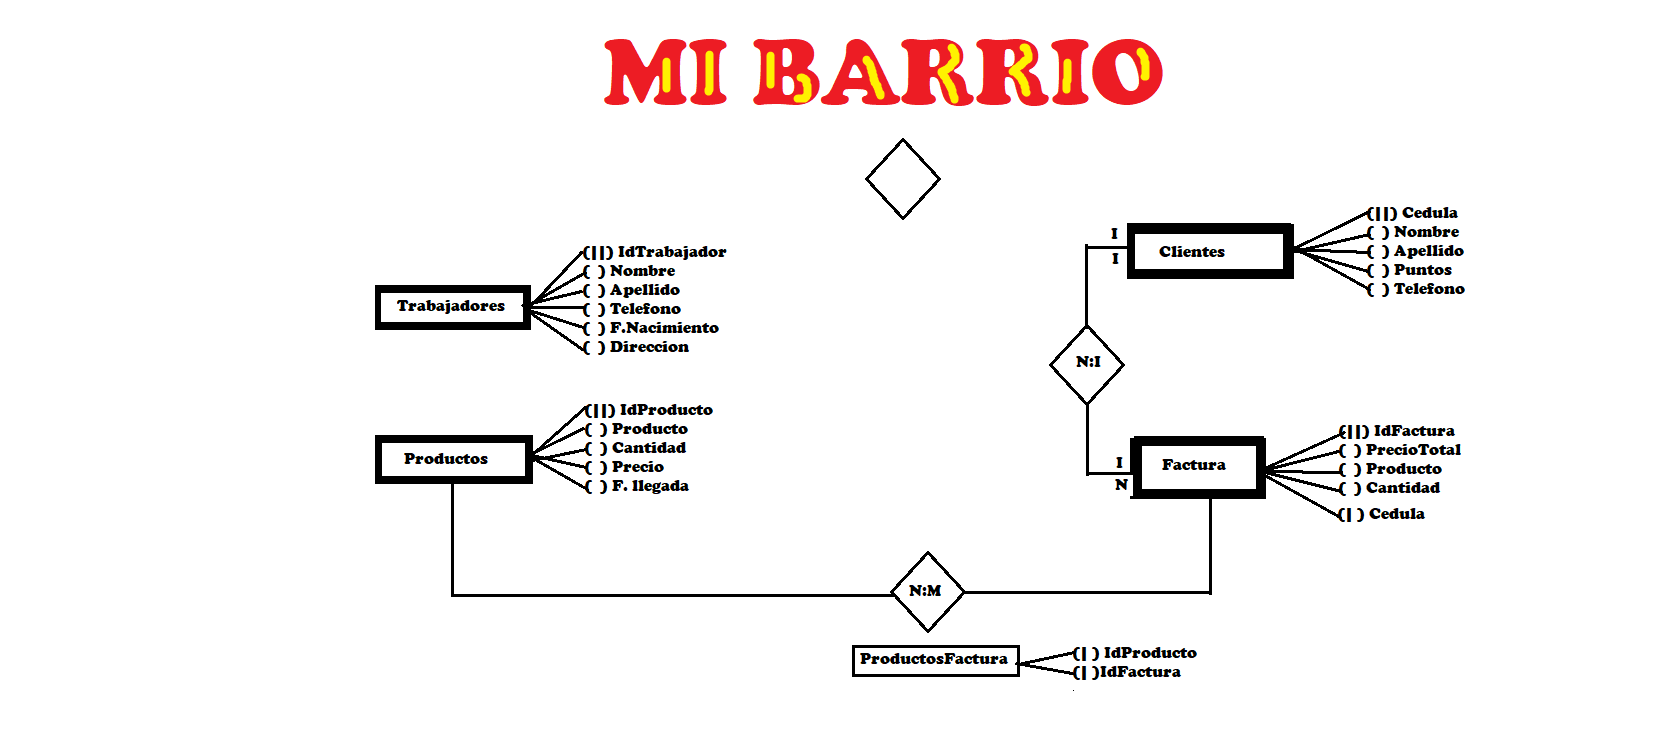 MI BARRIO
Trabajadores
(||) IdTrabajador
( ) Nombre
( ) Apellido
( ) Telefono
( ) F.Nacimiento
( ) Direccion
I
I
Clientes
(||) Cedula
( ) Nombre
( ) Apellido
( ) Puntos
( ) Telefono
N:I
Productos
(||) IdProducto
( ) Producto
( ) Cantidad
( ) Precio
( ) F. llegada
I
N
Factura
(||) IdFactura
( ) PrecioTotal
( ) Producto
( ) Cantidad
(| ) Cedula
N:M
ProductosFactura
(| ) IdProducto
(| )IdFactura